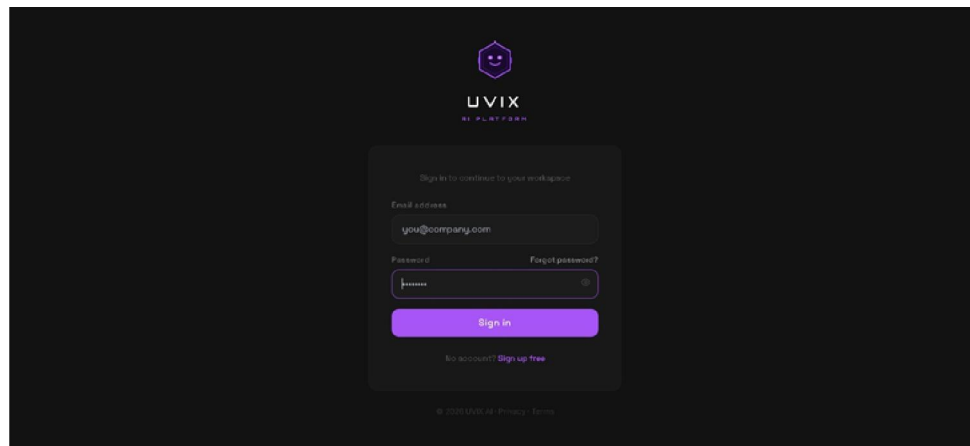 UVIX
AI PLATFORM
Sign in to continue to your workspace
Email address
you@company.com
Password Forgot password?
••••••••
Sign in
No account? Sign up free
© 2026 UVIX AI · Privacy · Terms